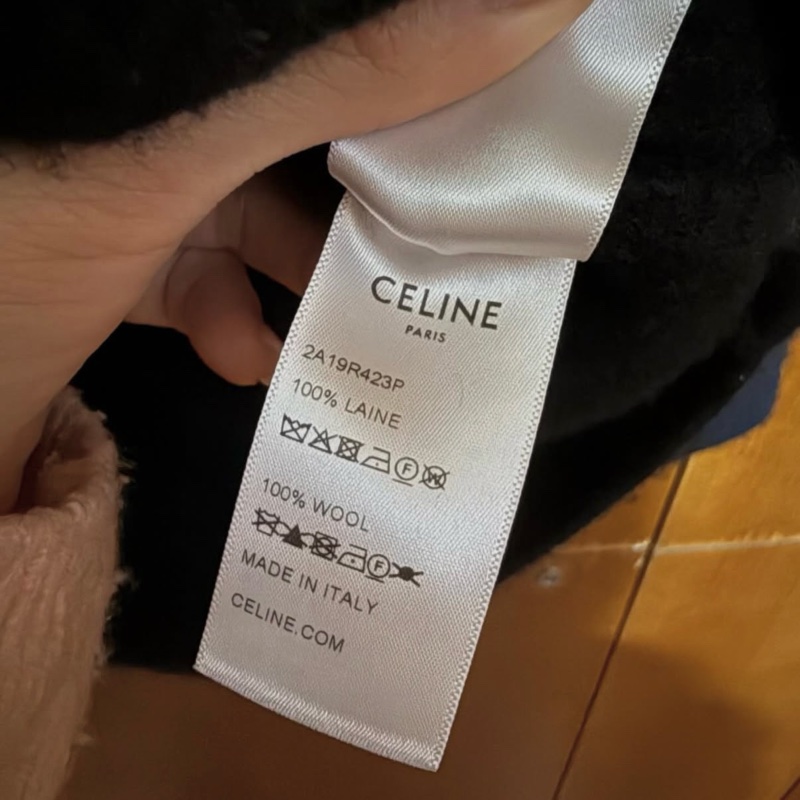 CELINE
PARIS
2A19R423P
100% LAINE
F W
100% WOOL
F
MADE IN ITALY
CELINE.COM